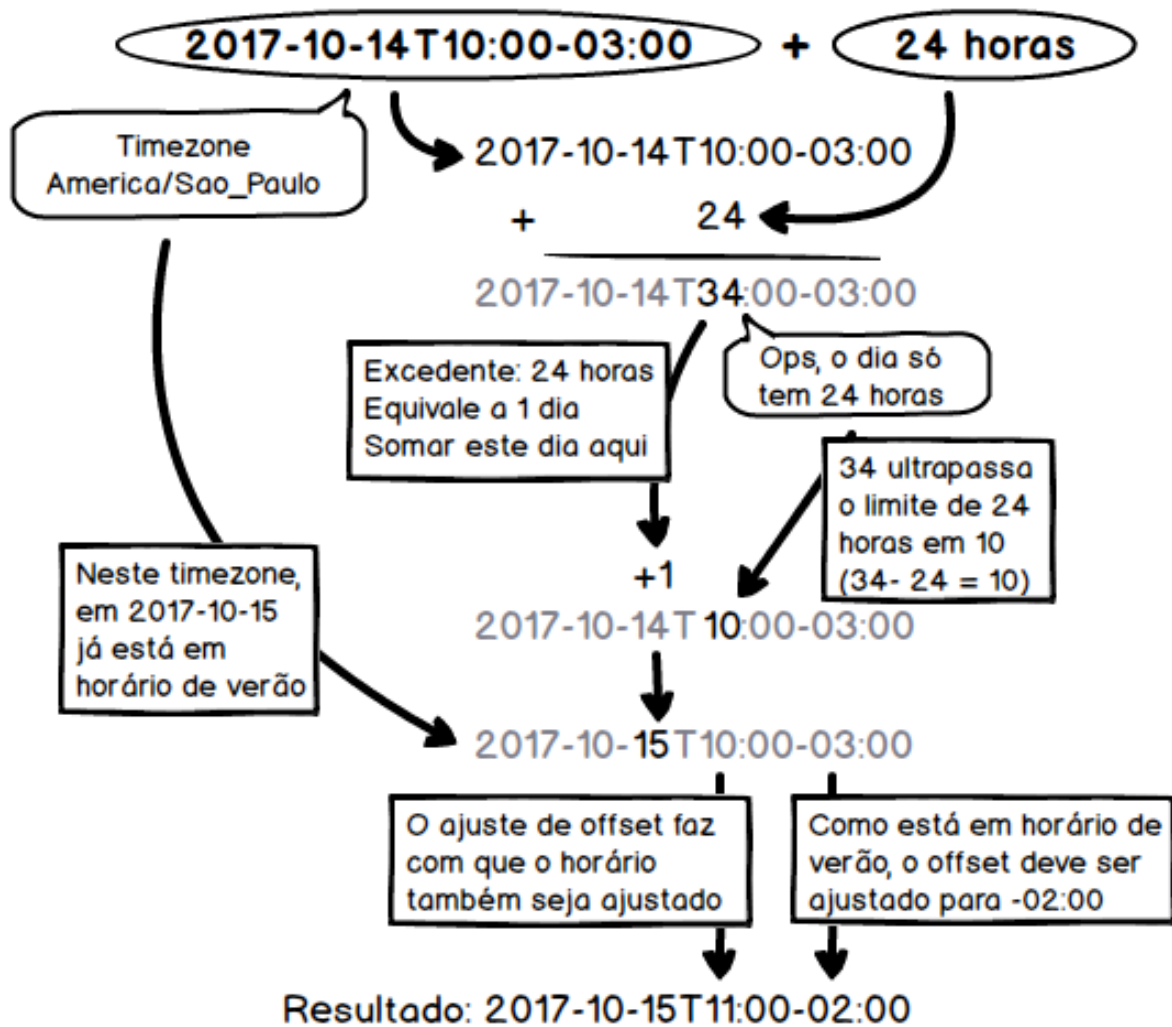 2017-10-14T10:00-03:00 + 24 horas
Timezone
America/Sao_Paulo
2017-10-14T10:00-03:00
+ 24
2017-10-14T34:00-03:00
Ops, o dia só
tem 24 horas
Excedente: 24 horas
Equivale a 1 dia
Somar este dia aqui
34 ultrapassa
o limite de 24
horas em 10
(34- 24 = 10)
+1
2017-10-14T10:00-03:00
Neste timezone,
em 2017-10-15
já está em
horário de verão
2017-10-15T10:00-03:00
O ajuste de offset faz
com que o horário
também seja ajustado
Como está em horário de
verão, o offset deve ser
ajustado para -02:00
Resultado: 2017-10-15T11:00-02:00